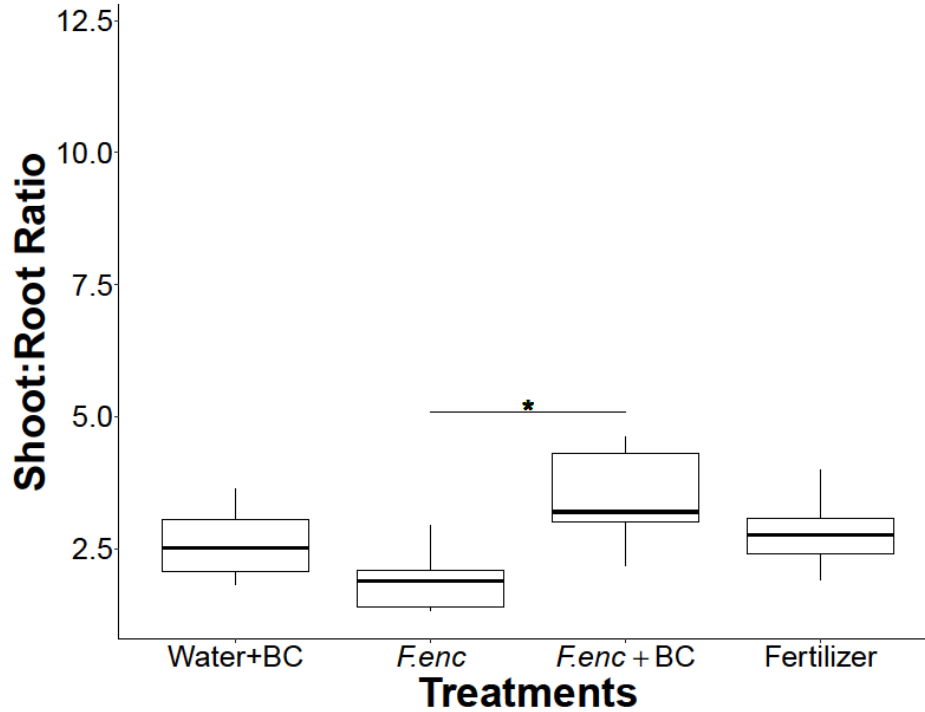 Shoot:Root Ratio
12.5
10.0
7.5
5.0
2.5
*
Water+BC
F.enc
F.enc + BC
Fertilizer
Treatments